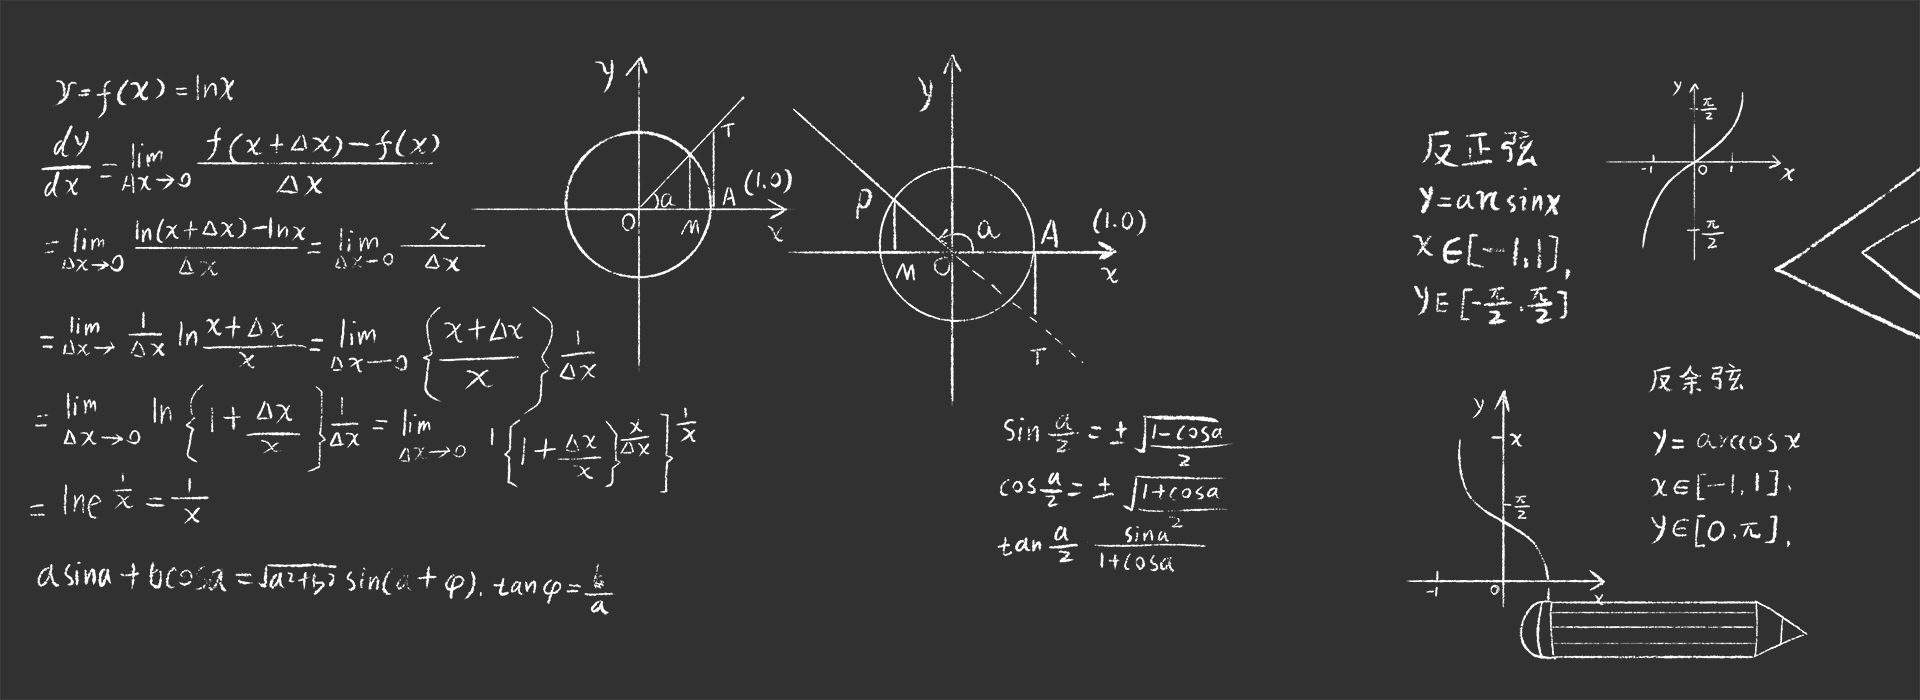 y=f(x)=lnx
dy/dx = lim Δx→0 f(x+Δx)-f(x)/Δx
= lim Δx→0 ln(x+Δx)-lnx/Δx = lim Δx→0 x/Δx
= lim Δx→ 1/Δx ln x+Δx/x = lim Δx→0 {x+Δx/x} 1/Δx
= lim Δx→0 ln {1+Δx/x} 1/Δx = lim Δx→0 1 [{1+Δx/x} x/Δx] 1/x
= lne 1/x = 1/x
asina+bcosa=√a²+b² sin(a+φ). tanφ=b/a
y
T
a
A
(1.0)
O
M
x
y
P
a
A
(1.0)
M
O
x
T
sin a/2 = ± √1-cosa/2
cos a/2 = ± √1+cosa/2
tan a/2 sina/1+cosa
反正弦
y=arcsinx
x∈[-1,1],
y∈[-π/2,π/2]
y
π/2
-1
0
1
x
π/2
反余弦
y=arccosx
x∈[-1,1].
y∈[0,π],
y
x
π/2
-1
0
x